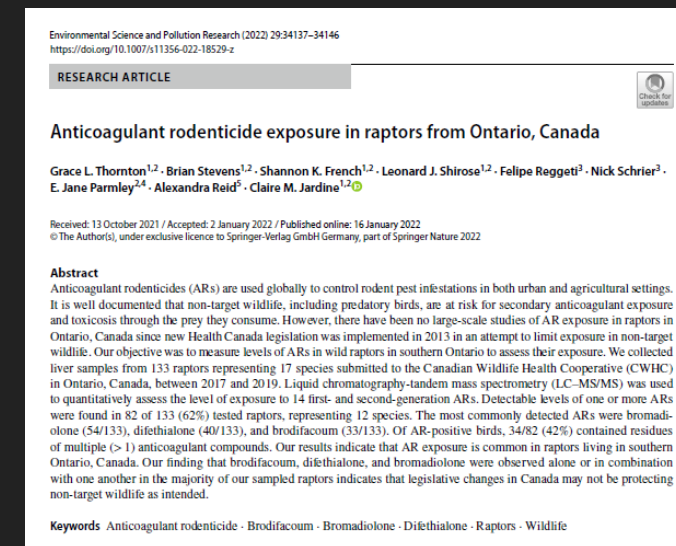 Environmental Science and Pollution Research (2022) 29:34137–34146
https://doi.org/10.1007/s11356-022-18529-z
RESEARCH ARTICLE
Check for
updates
Anticoagulant rodenticide exposure in raptors from Ontario, Canada
Grace L. Thornton1,2 · Brian Stevens1,2 · Shannon K. French1,2 · Leonard J. Shirose1,2 · Felipe Reggeti3 · Nick Schrier3 ·
E. Jane Parmley2,4 · Alexandra Reid5 · Claire M. Jardine1,2
Received: 13 October 2021 / Accepted: 2 January 2022 / Published online: 16 January 2022
© The Author(s), under exclusive licence to Springer-Verlag GmbH Germany, part of Springer Nature 2022
Abstract
Anticoagulant rodenticides (ARs) are used globally to control rodent pest infestations in both urban and agricultural settings.
It is well documented that non-target wildlife, including predatory birds, are at risk for secondary anticoagulant exposure
and toxicosis through the prey they consume. However, there have been no large-scale studies of AR exposure in raptors in
Ontario, Canada since new Health Canada legislation was implemented in 2013 in an attempt to limit exposure in non-target
wildlife. Our objective was to measure levels of ARs in wild raptors in southern Ontario to assess their exposure. We collected
liver samples from 133 raptors representing 17 species submitted to the Canadian Wildlife Health Cooperative (CWHC)
in Ontario, Canada, between 2017 and 2019. Liquid chromatography-tandem mass spectrometry (LC–MS/MS) was used
to quantitatively assess the level of exposure to 14 first- and second-generation ARs. Detectable levels of one or more ARs
were found in 82 of 133 (62%) tested raptors, representing 12 species. The most commonly detected ARs were bromadi-
olone (54/133), difethialone (40/133), and brodifacoum (33/133). Of AR-positive birds, 34/82 (42%) contained residues
of multiple (> 1) anticoagulant compounds. Our results indicate that AR exposure is common in raptors living in southern
Ontario, Canada. Our finding that brodifacoum, difethialone, and bromadiolone were observed alone or in combination
with one another in the majority of our sampled raptors indicates that legislative changes in Canada may not be protecting
non-target wildlife as intended.
Keywords Anticoagulant rodenticide · Brodifacoum · Bromadiolone · Difethialone · Raptors · Wildlife